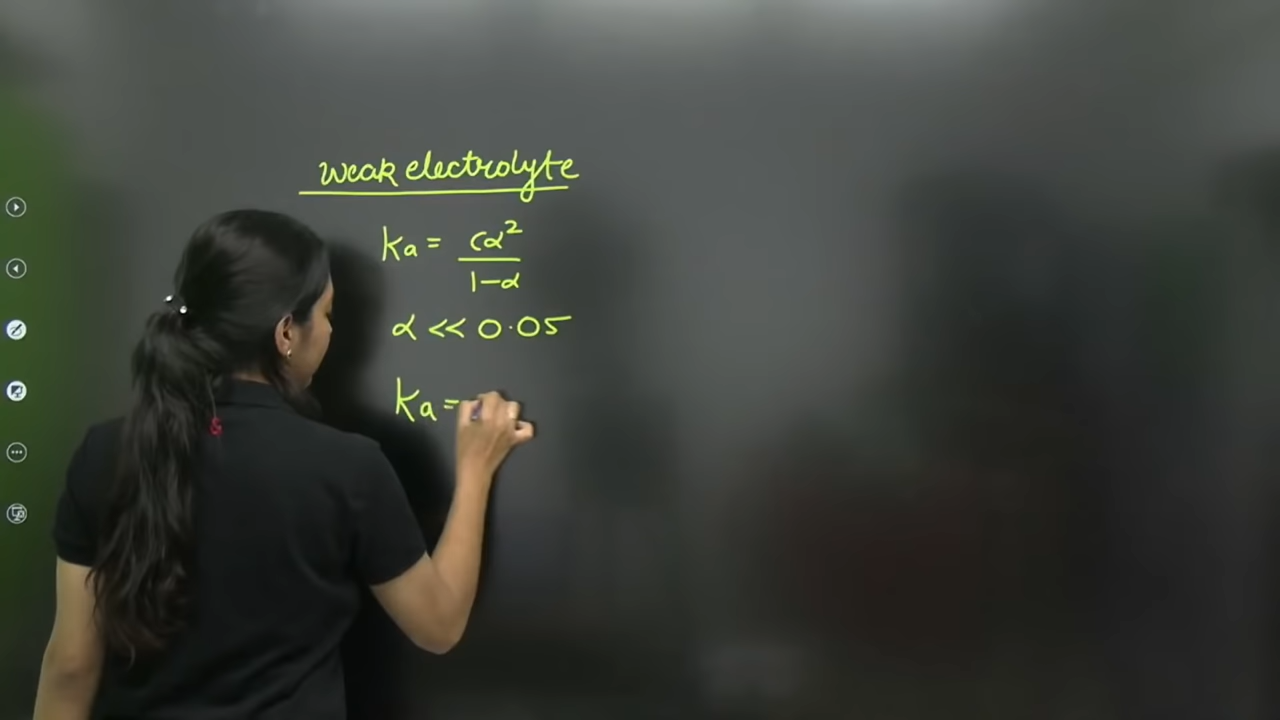 weak electrolyte
ka = cα²
1-α
α << 0.05
ka =